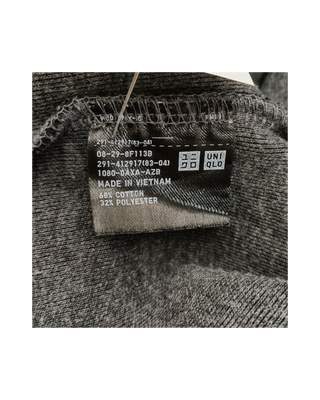 08-29-8F113B
291-412917(83-04)
1080-0AXA-AZB
MADE IN VIETNAM
68% COTTON
32% POLYESTER
ユニ
クロ
UNI
QLO